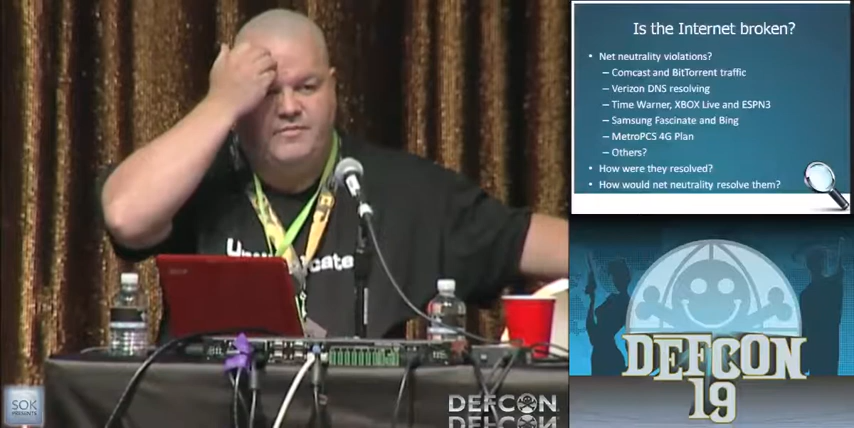 Is the Internet broken?
• Net neutrality violations?
– Comcast and BitTorrent traffic
– Verizon DNS resolving
– Time Warner, XBOX Live and ESPN3
– Samsung Fascinate and Bing
– MetroPCS 4G Plan
– Others?
• How were they resolved?
• How would net neutrality resolve them?
DEFCON
19
DEFCON
SOK